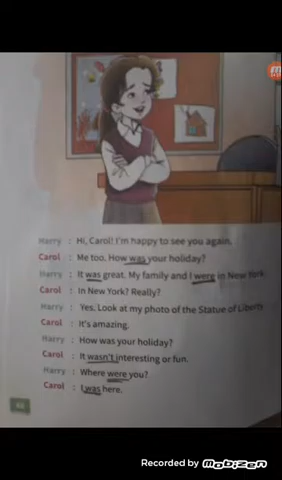 Harry : Hi, Carol! I'm happy to see you again.
Carol : Me too. How was your holiday?
Harry : It was great. My family and I were in New York.
Carol : In New York? Really?
Harry : Yes. Look at my photo of the Statue of Liberty
Carol : It's amazing.
Harry : How was your holiday?
Carol : It wasn't interesting or fun.
Harry : Where were you?
Carol : I was here.
Recorded by mobizen